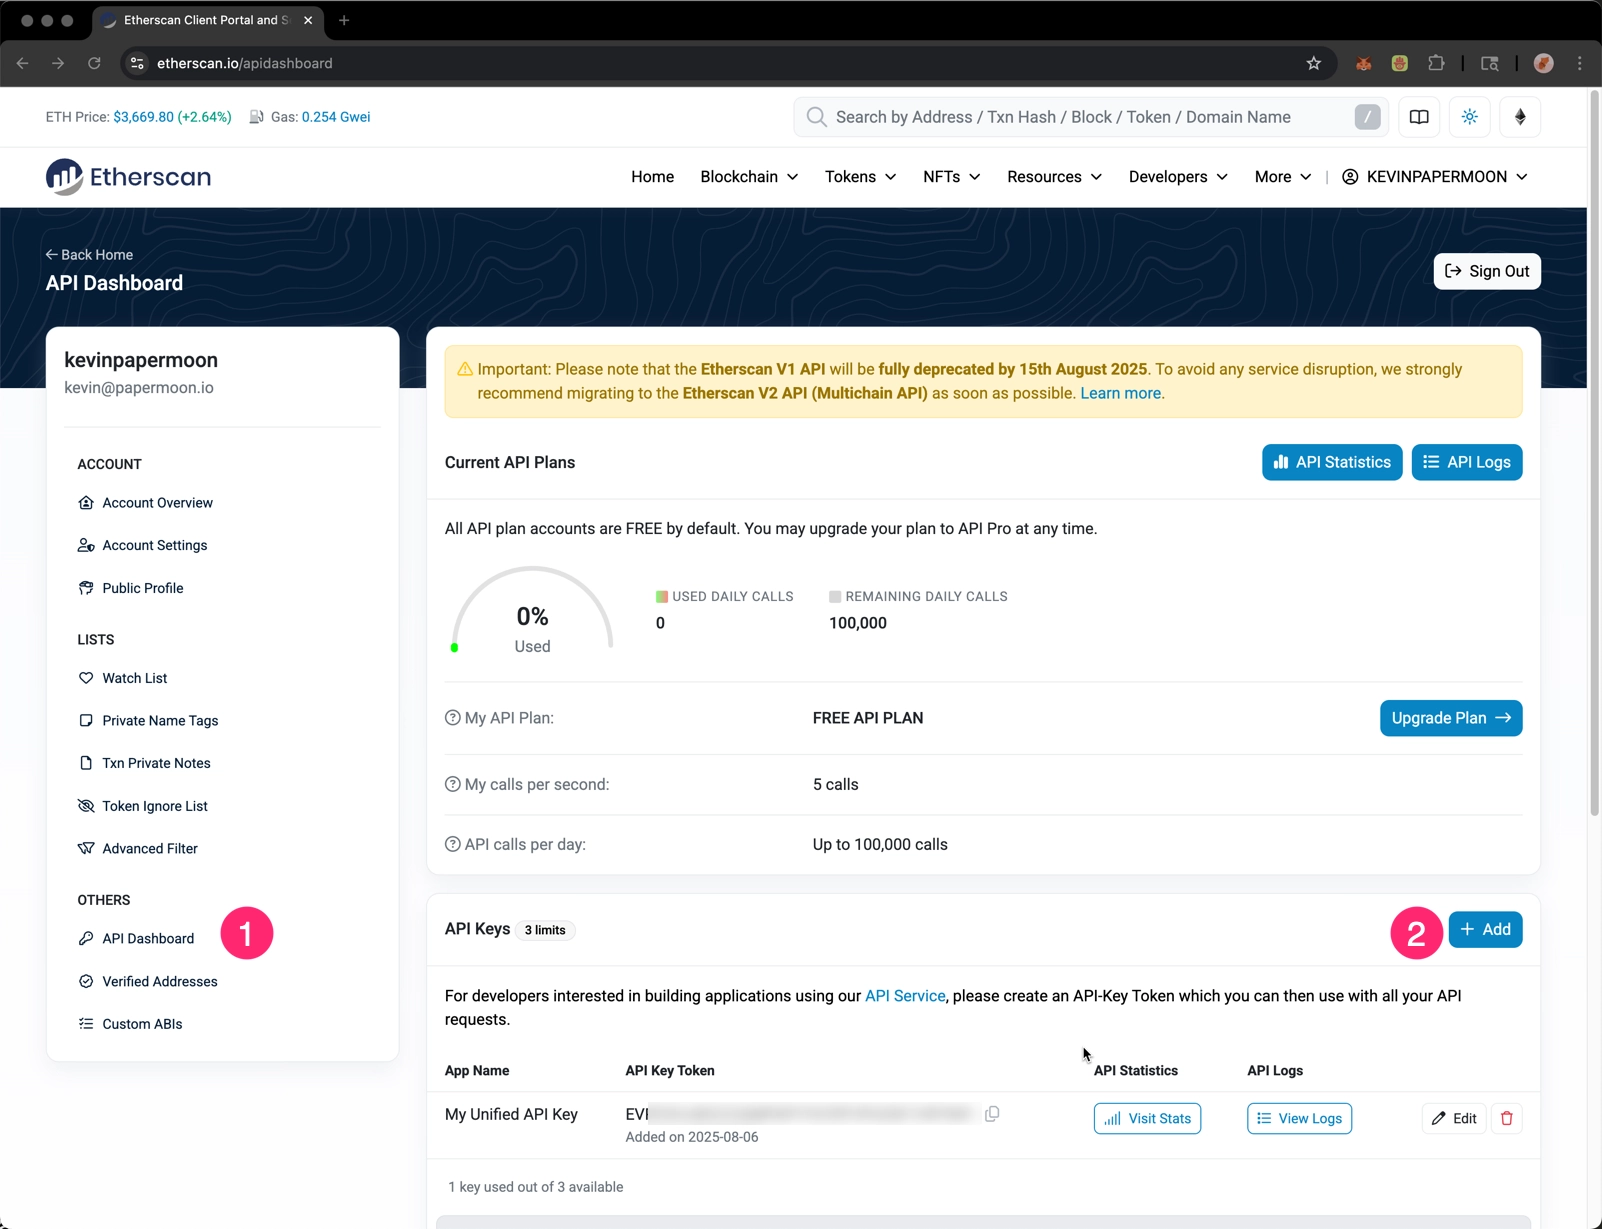 Etherscan Client Portal and S
etherscan.io/apidashboard
ETH Price: $3,669.80 (+2.64%) Gas: 0.254 Gwei
Search by Address / Txn Hash / Block / Token / Domain Name /
Etherscan
Home Blockchain Tokens NFTs Resources Developers More | KEVINPAPERMOON
Back Home
API Dashboard
Sign Out
kevinpapermoon
kevin@papermoon.io
ACCOUNT
Account Overview
Account Settings
Public Profile
LISTS
Watch List
Private Name Tags
Txn Private Notes
Token Ignore List
Advanced Filter
OTHERS
API Dashboard 1
Verified Addresses
Custom ABIs
Important: Please note that the Etherscan V1 API will be fully deprecated by 15th August 2025. To avoid any service disruption, we strongly
recommend migrating to the Etherscan V2 API (Multichain API) as soon as possible. Learn more.
Current API Plans
API Statistics API Logs
All API plan accounts are FREE by default. You may upgrade your plan to API Pro at any time.
0%
Used
USED DAILY CALLS REMAINING DAILY CALLS
0 100,000
My API Plan: FREE API PLAN Upgrade Plan
My calls per second: 5 calls
API calls per day: Up to 100,000 calls
API Keys 3 limits 2 + Add
For developers interested in building applications using our API Service, please create an API-Key Token which you can then use with all your API
requests.
App Name API Key Token API Statistics API Logs
My Unified API Key Visit Stats View Logs Edit
Added on 2025-08-06
1 key used out of 3 available